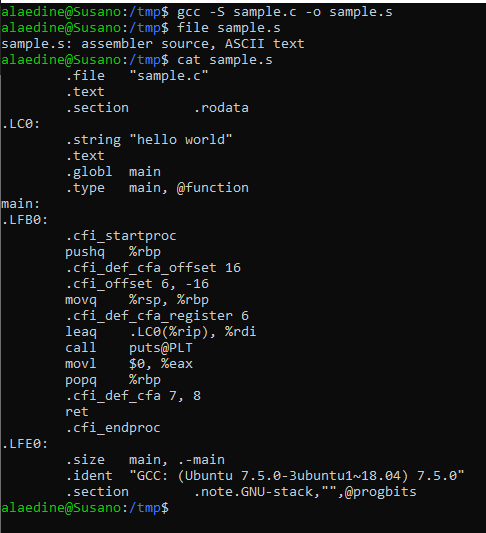 alaedine@Susano:/tmp$ gcc -S sample.c -o sample.s
alaedine@Susano:/tmp$ file sample.s
sample.s: assembler source, ASCII text
alaedine@Susano:/tmp$ cat sample.s
        .file   "sample.c"
        .text
        .section        .rodata
.LC0:
        .string "hello world"
        .text
        .globl  main
        .type   main, @function
main:
.LFB0:
        .cfi_startproc
        pushq   %rbp
        .cfi_def_cfa_offset 16
        .cfi_offset 6, -16
        movq    %rsp, %rbp
        .cfi_def_cfa_register 6
        leaq    .LC0(%rip), %rdi
        call    puts@PLT
        movl    $0, %eax
        popq    %rbp
        .cfi_def_cfa 7, 8
        ret
        .cfi_endproc
.LFE0:
        .size   main, .-main
        .ident  "GCC: (Ubuntu 7.5.0-3ubuntu1~18.04) 7.5.0"
        .section        .note.GNU-stack,"",@progbits
alaedine@Susano:/tmp$